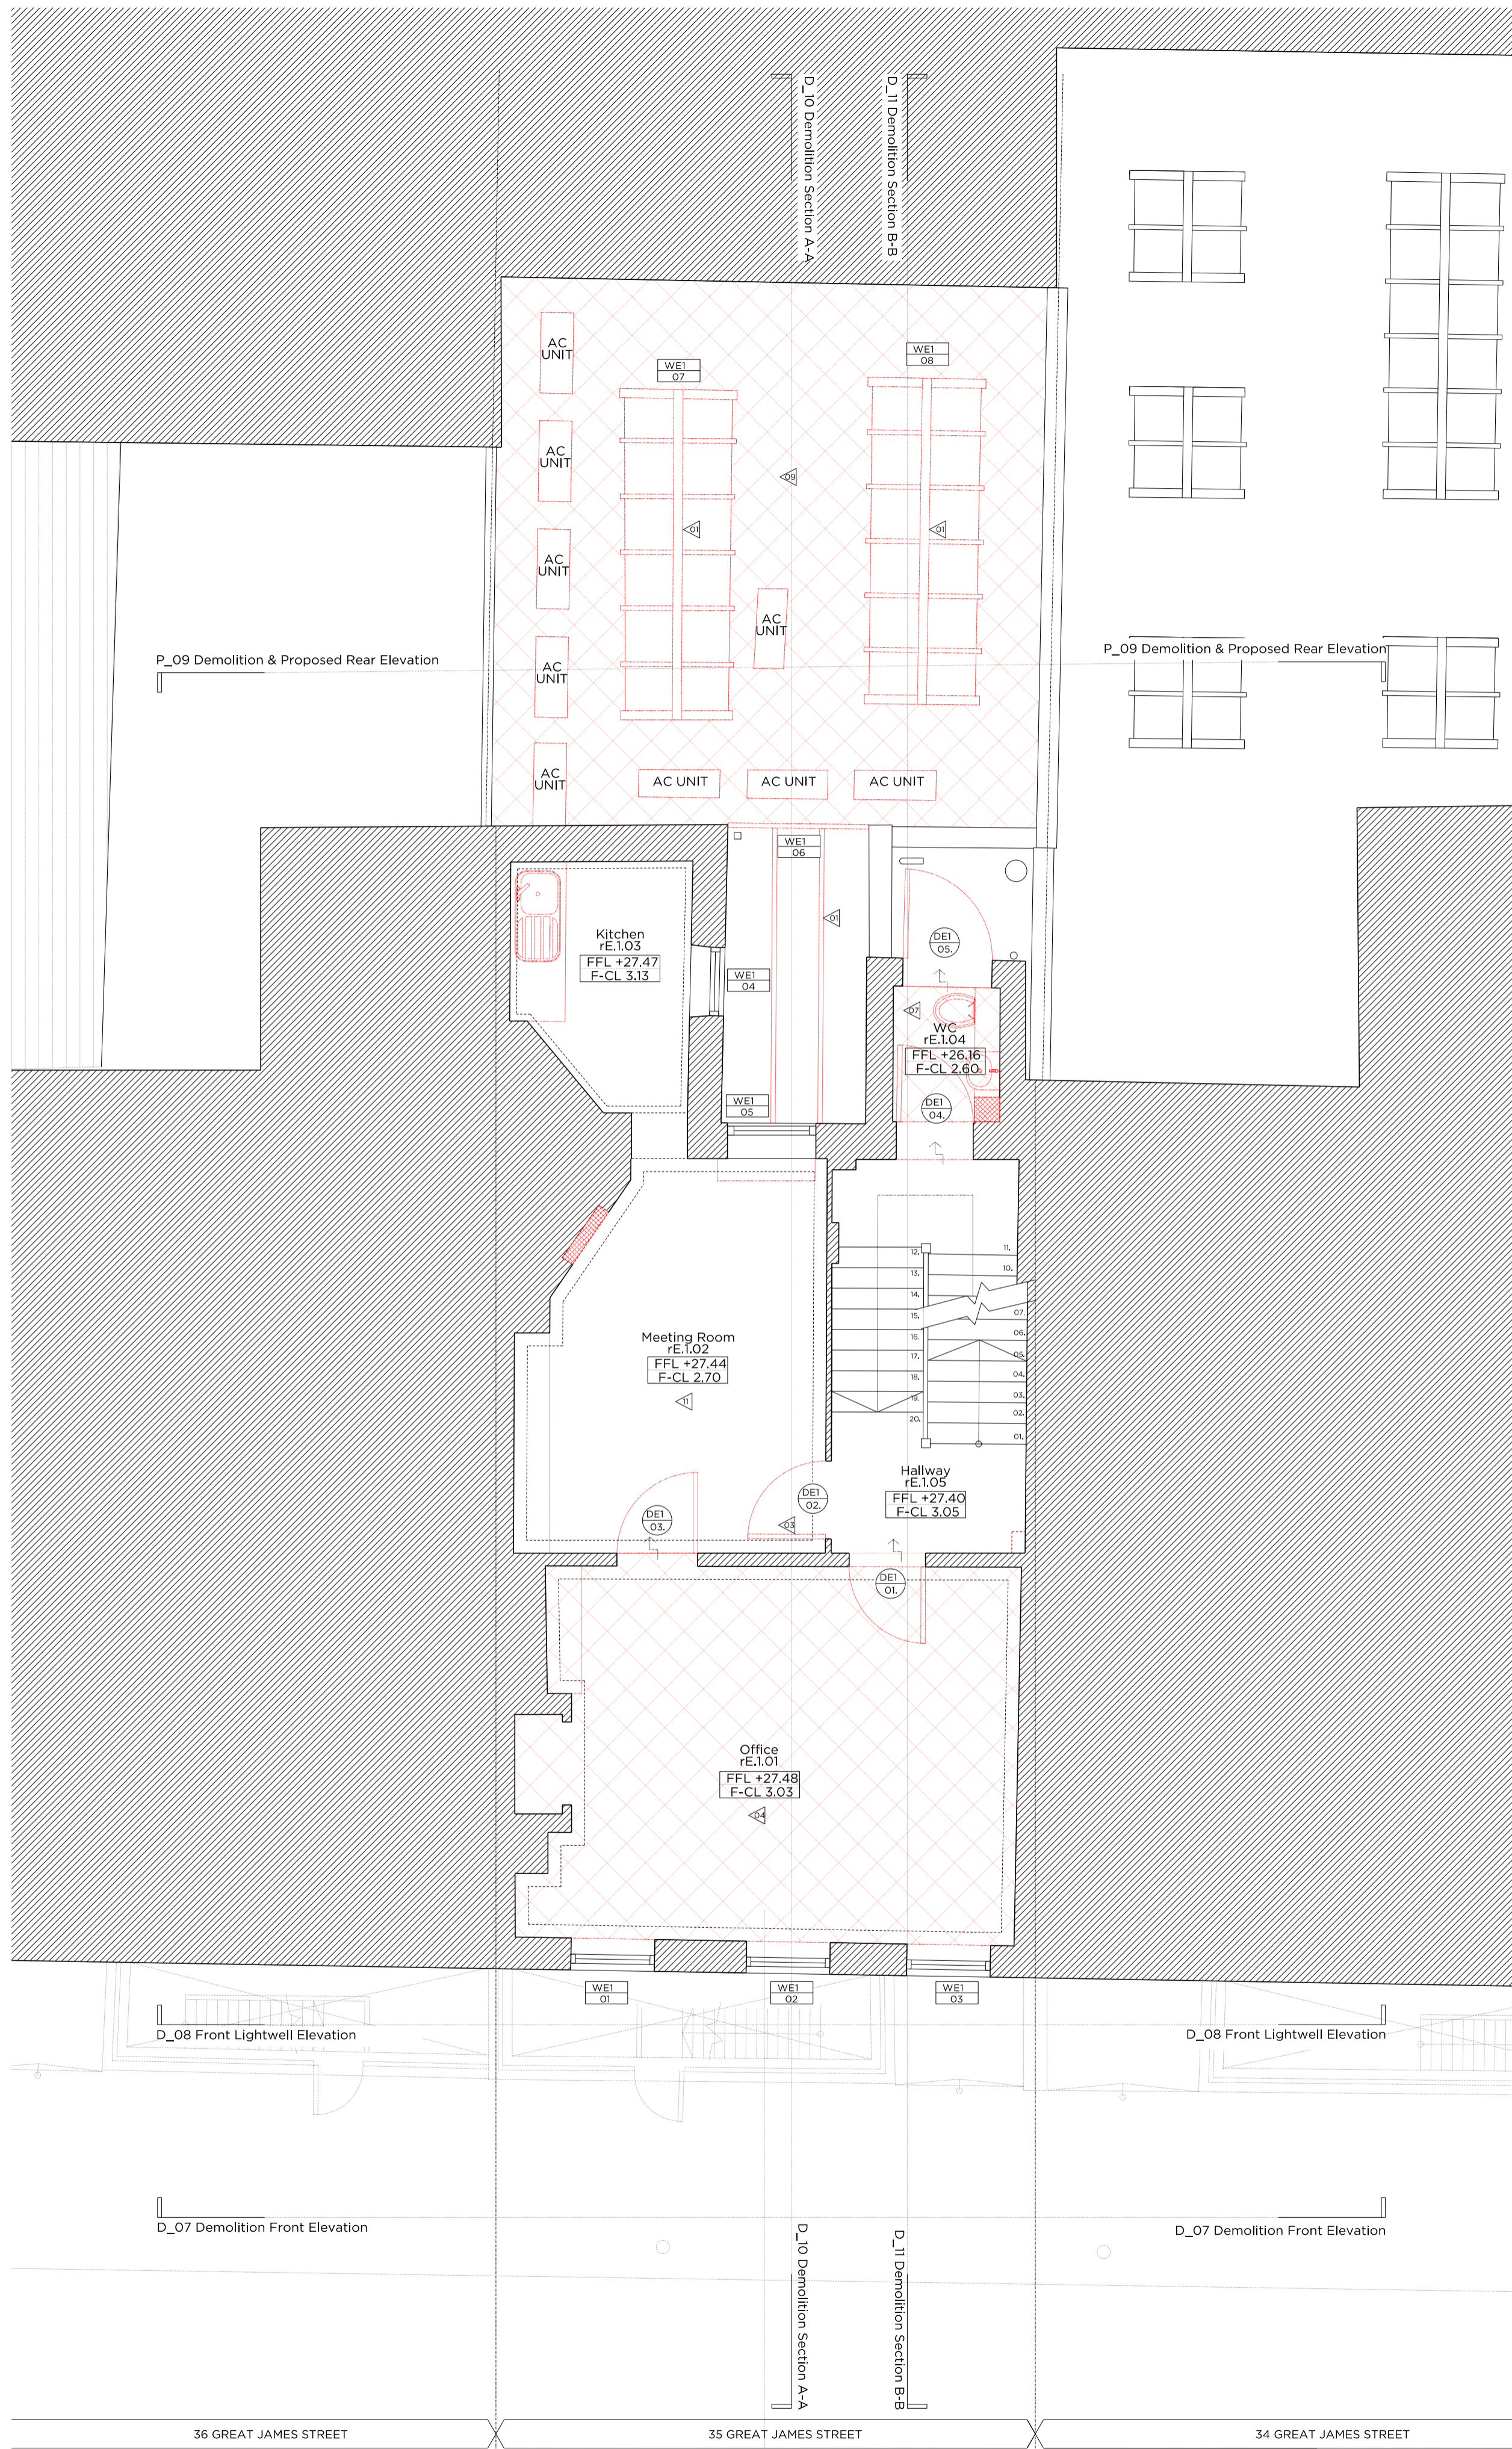 D_10 Demolition Section A-A
D_11 Demolition Section B-B
AC
UNIT
WE1
07
WE1
08
AC
UNIT
09
01
01
AC
UNIT
AC
UNIT
P_09 Demolition & Proposed Rear Elevation
P_09 Demolition & Proposed Rear Elevation
AC
UNIT
AC
UNIT
AC UNIT
AC UNIT
AC UNIT
WE1
06
01
Kitchen
rE.1.03
FFL +27.47
F-CL 3.13
DE1
05.
WE1
04
07
WC
rE.1.04
FFL +26.16
F-CL 2.60
WE1
05
DE1
04.
12.
13.
14.
15.
16.
17.
18.
19.
20.
11.
10.
07.
06.
05.
04.
03.
02.
01.
Meeting Room
rE.1.02
FFL +27.44
F-CL 2.70
11
Hallway
rE.1.05
FFL +27.40
F-CL 3.05
DE1
02.
DE1
03.
03
DE1
01.
Office
rE.1.01
FFL +27.48
F-CL 3.03
04
WE1
01
WE1
02
WE1
03
D_08 Front Lightwell Elevation
D_08 Front Lightwell Elevation
D_07 Demolition Front Elevation
D_07 Demolition Front Elevation
D_10 Demolition Section A-A
D_11 Demolition Section B-B
36 GREAT JAMES STREET
35 GREAT JAMES STREET
34 GREAT JAMES STREET